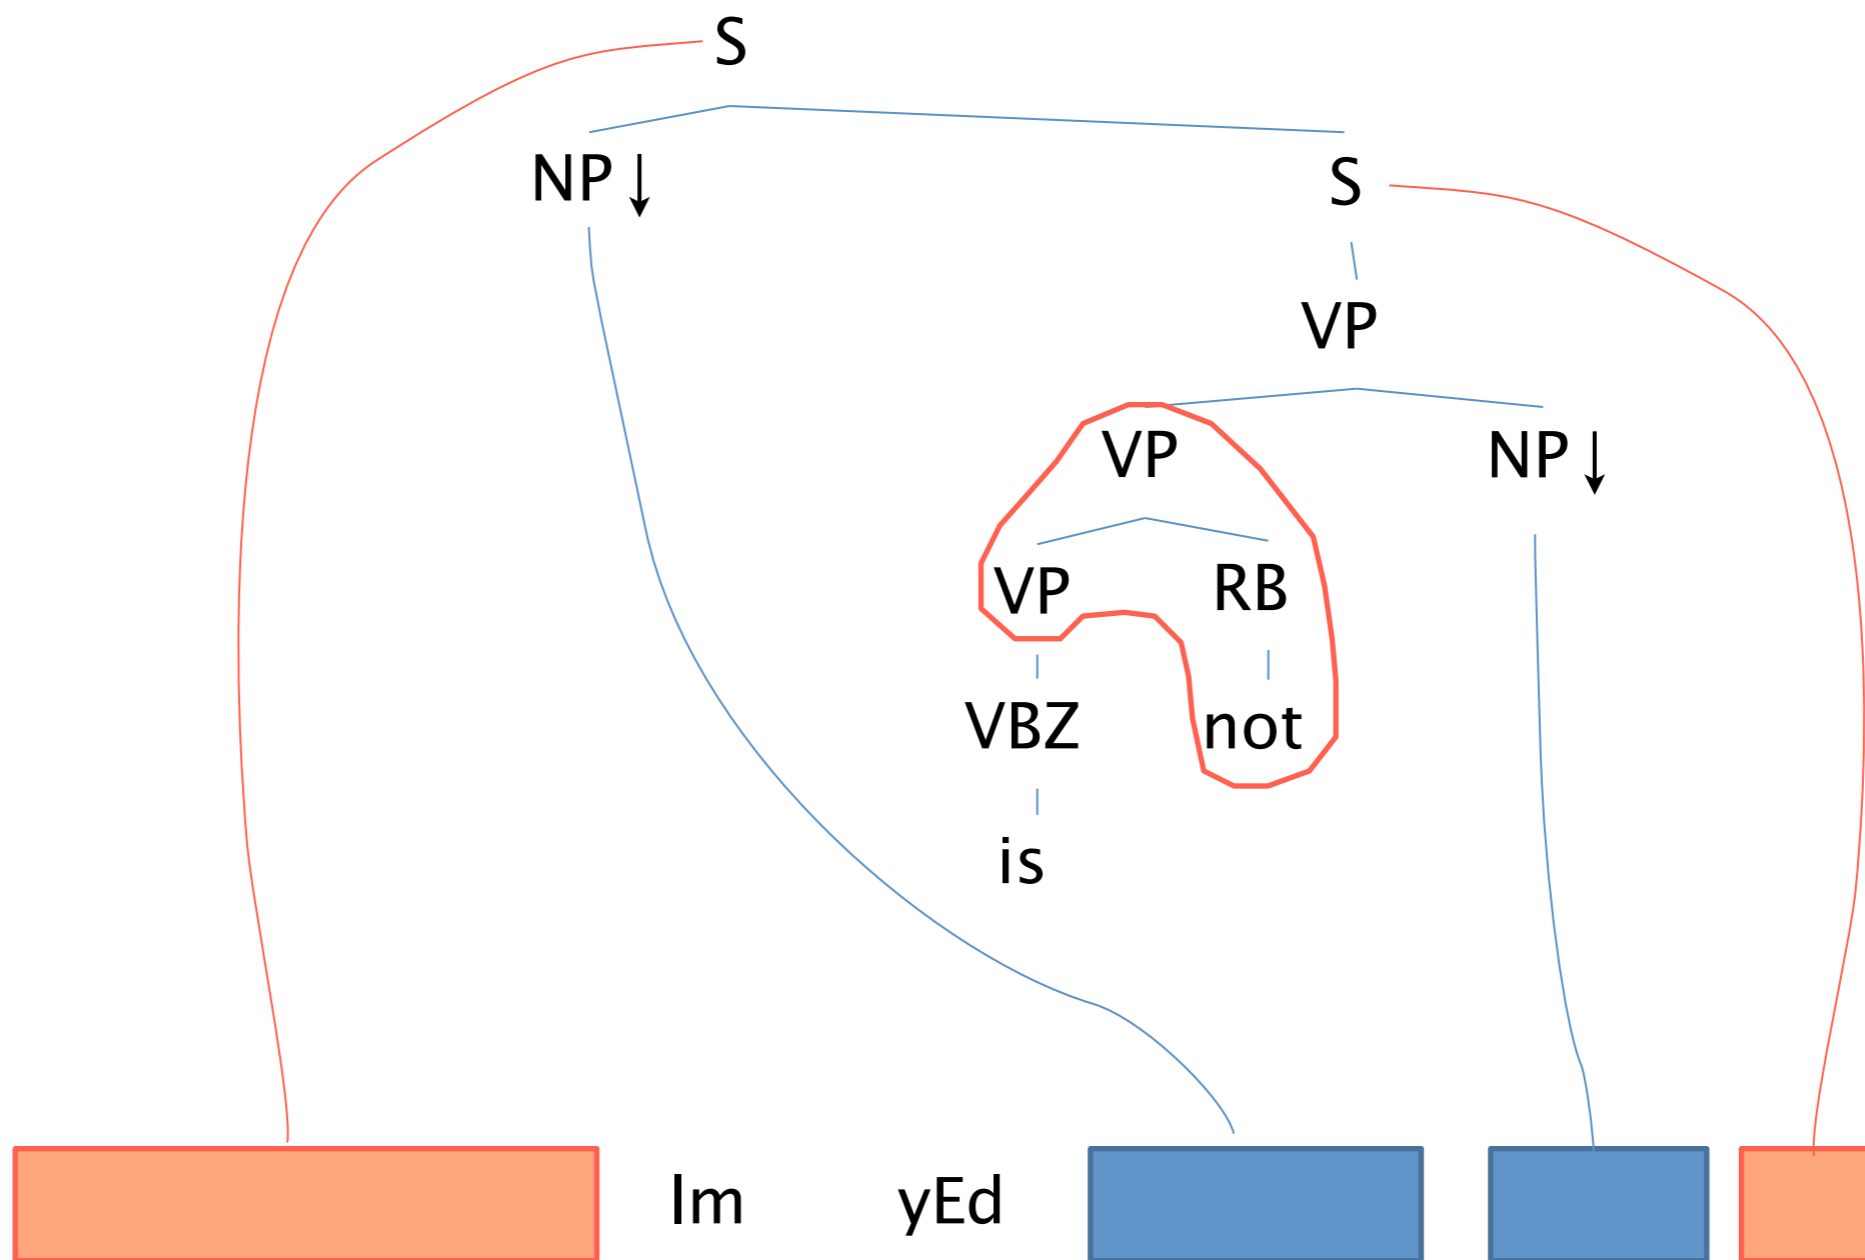 S
NP↓ S
VP
VP NP↓
VP RB
VBZ not
is
lm yEd